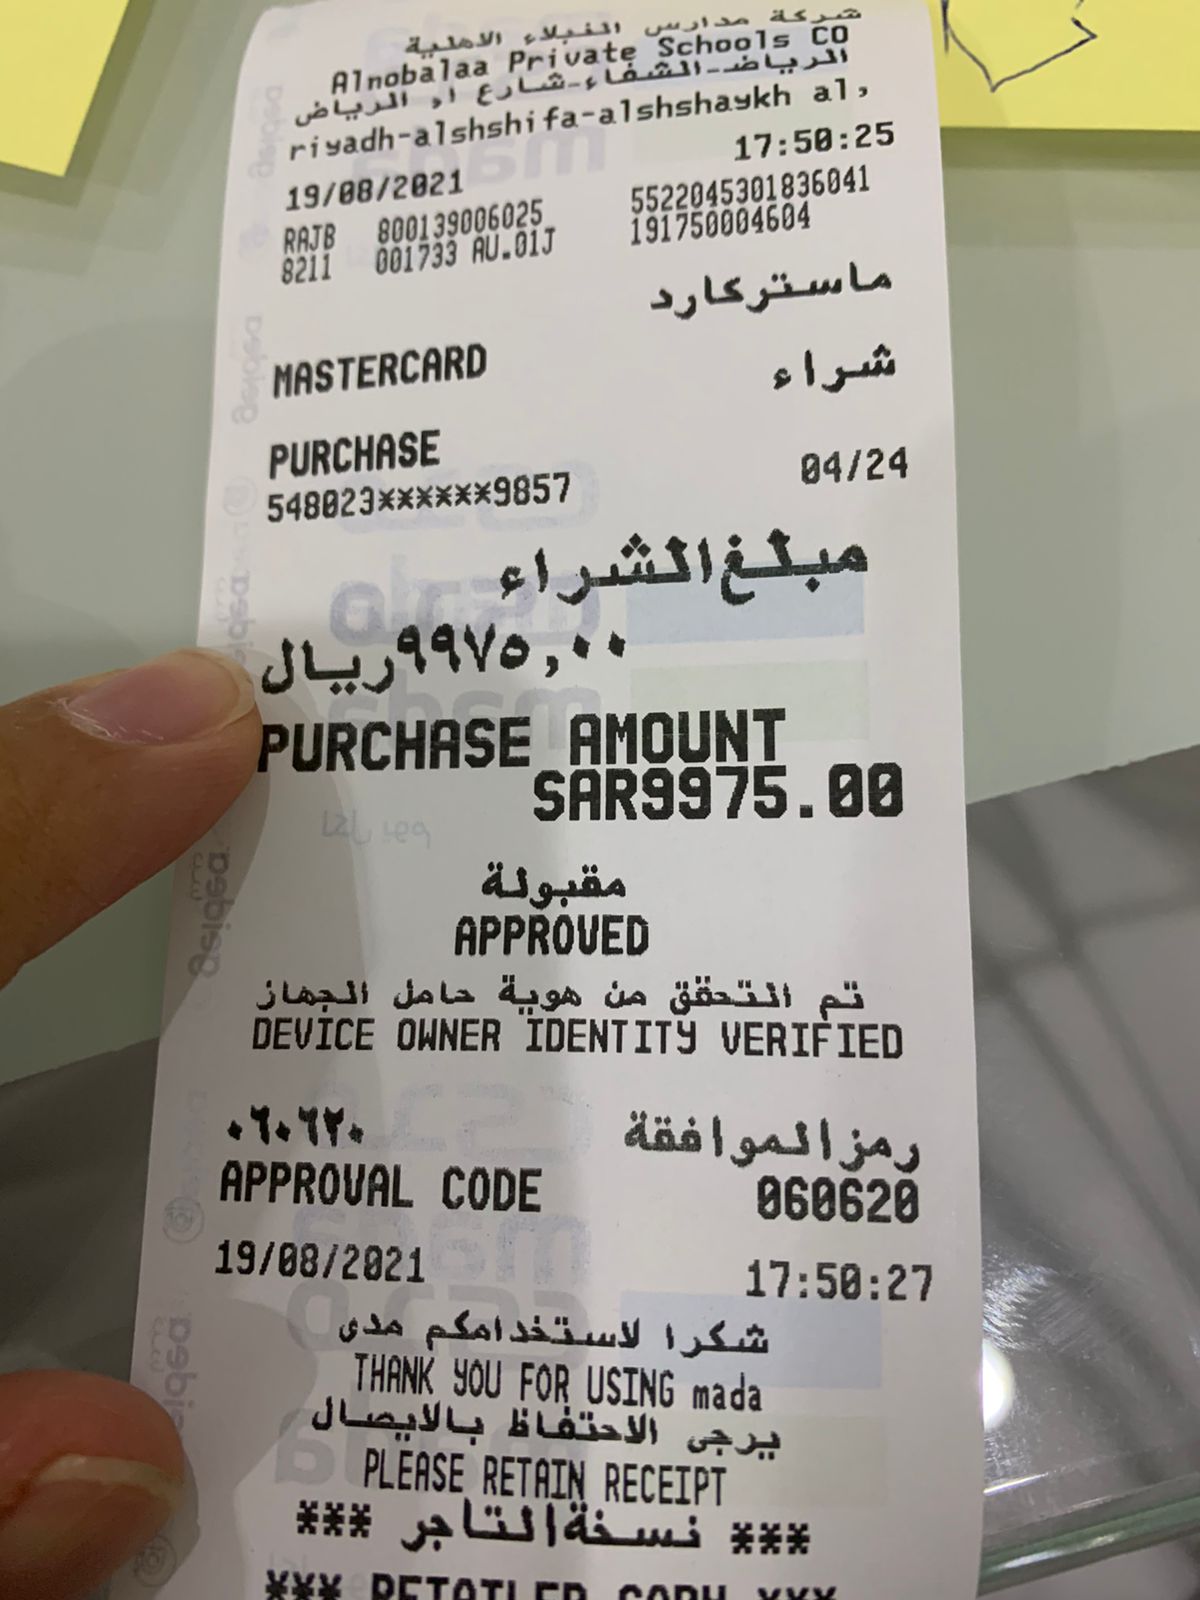 شركة مدارس النبلاء الاهلية
Alnobalaa Private Schools CO
الرياض-الشفاء-شارع ا, الرياض
riyadh-alshshifa-alshshaykh al,
19/08/2021 17:50:25
RAJB 800139006025 5522045301836041
8211 001733 AU.01J 191750004604
ماستركارد
MASTERCARD
شراء
PURCHASE
548023******9857 04/24
مبلغ الشراء
٩٩٧٥,٠٠ ريال
PURCHASE AMOUNT
SAR9975.00
مقبولة
APPROVED
تم التحقق من هوية حامل الجهاز
DEVICE OWNER IDENTITY VERIFIED
رمز الموافقة ٠٦٠٦٢٠
APPROVAL CODE 060620
19/08/2021 17:50:27
شكرا لاستخدامكم مدى
THANK YOU FOR USING mada
يرجى الاحتفاظ بالايصال
PLEASE RETAIN RECEIPT
*** نسخة التاجر ***
*** RETAILER COPY ***